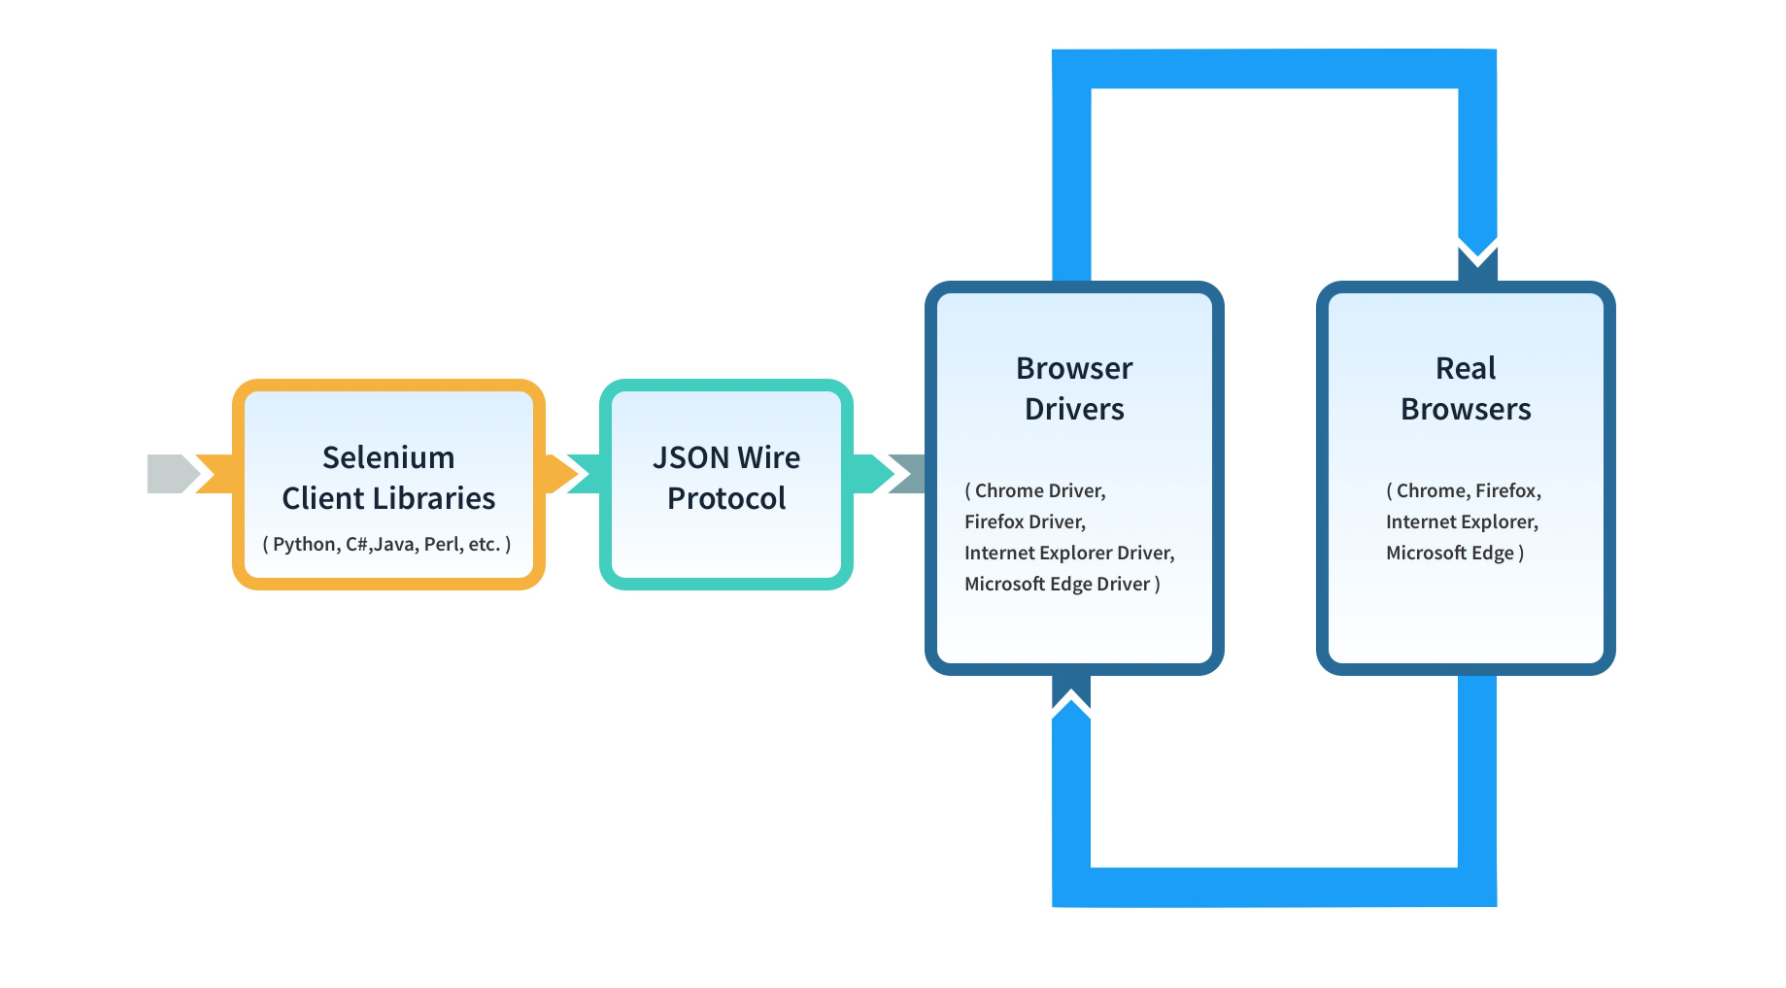 Selenium
Client Libraries
( Python, C#,Java, Perl, etc. )
JSON Wire
Protocol
Browser
Drivers
( Chrome Driver,
Firefox Driver,
Internet Explorer Driver,
Microsoft Edge Driver )
Real
Browsers
( Chrome, Firefox,
Internet Explorer,
Microsoft Edge )